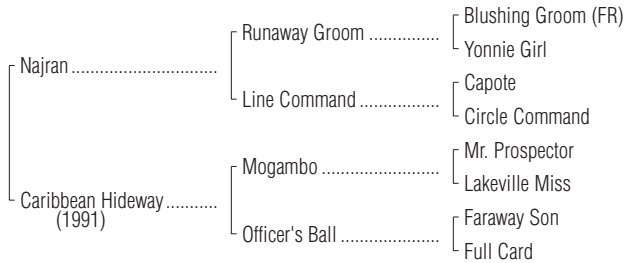 Blushing Groom (FR)
Runaway Groom ................
Yonnie Girl
Najran .................................
Capote
Line Command ..................
Circle Command
Mr. Prospector
Mogambo ..........................
Lakeville Miss
Caribbean Hideway ...........
(1991)
Faraway Son
Officer's Ball ......................
Full Card